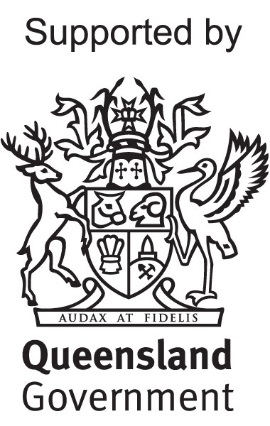 Supported by
AUDAX AT FIDELIS
Queensland
Government